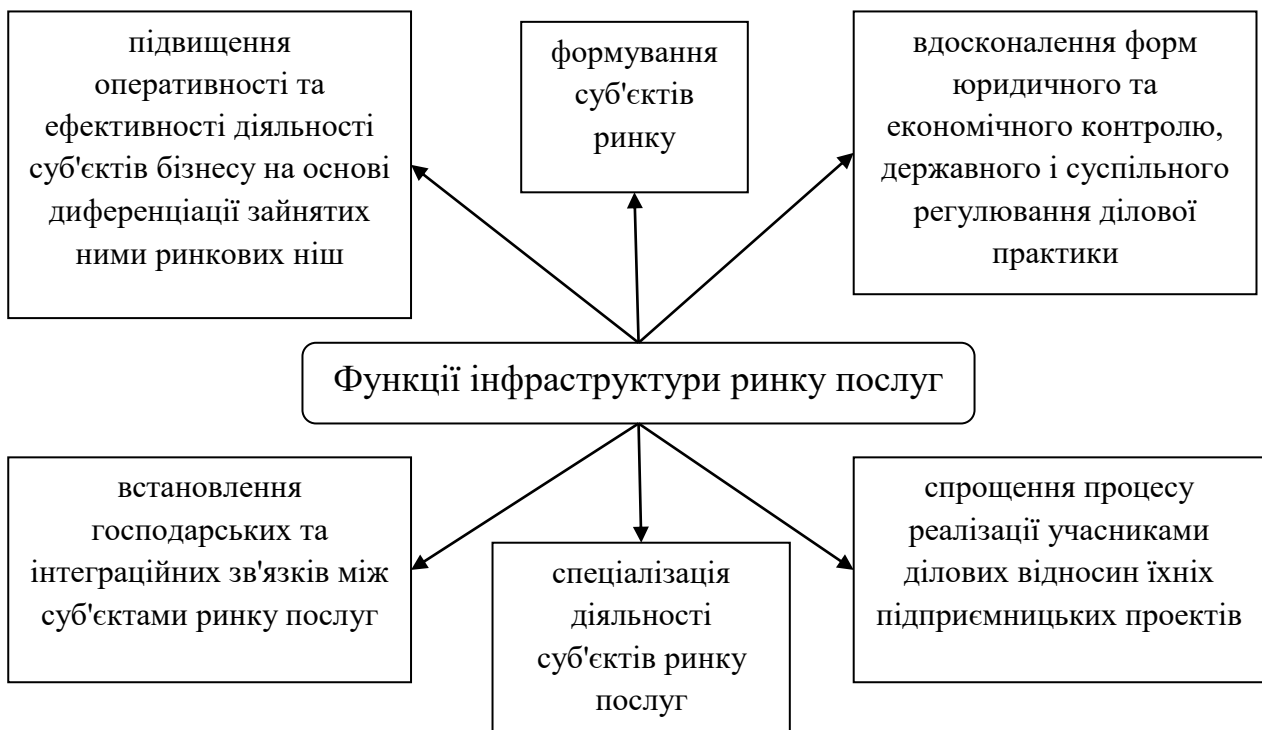 підвищення
оперативності та
ефективності діяльності
суб'єктів бізнесу на основі
диференціації зайнятих
ними ринкових ніш
формування
суб'єктів
ринку
вдосконалення форм
юридичного та
економічного контролю,
державного і суспільного
регулювання ділової
практики
Функції інфраструктури ринку послуг
встановлення
господарських та
інтеграційних зв'язків між
суб'єктами ринку послуг
спеціалізація
діяльності
суб'єктів ринку
послуг
спрощення процесу
реалізації учасниками
ділових відносин їхніх
підприємницьких проектів